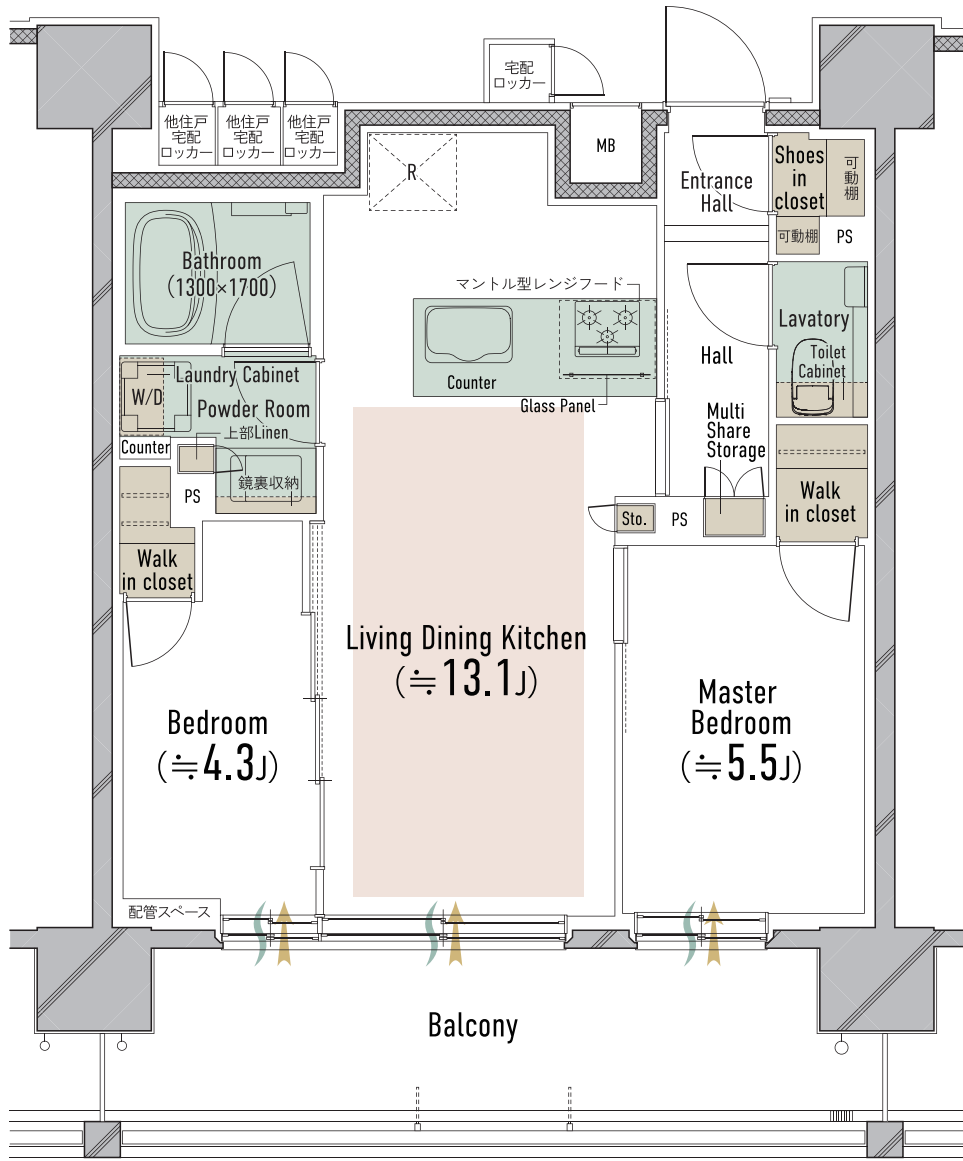 宅配
ロッカー
他住戸
宅配
ロッカー
他住戸
宅配
ロッカー
他住戸
宅配
ロッカー
MB
R
Entrance
Hall
Shoes
in
closet
可動棚
可動棚
PS
Bathroom
(1300×1700)
マントル型レンジフード
Lavatory
Toilet
Cabinet
Hall
Counter
Glass Panel
Laundry Cabinet
W/D
Powder Room
上部Linen
Counter
鏡裏収納
PS
Multi
Share
Storage
Walk
in closet
Sto.
PS
Walk
in closet
Living Dining Kitchen
(≒13.1J)
Master
Bedroom
(≒5.5J)
Bedroom
(≒4.3J)
配管スペース
Balcony